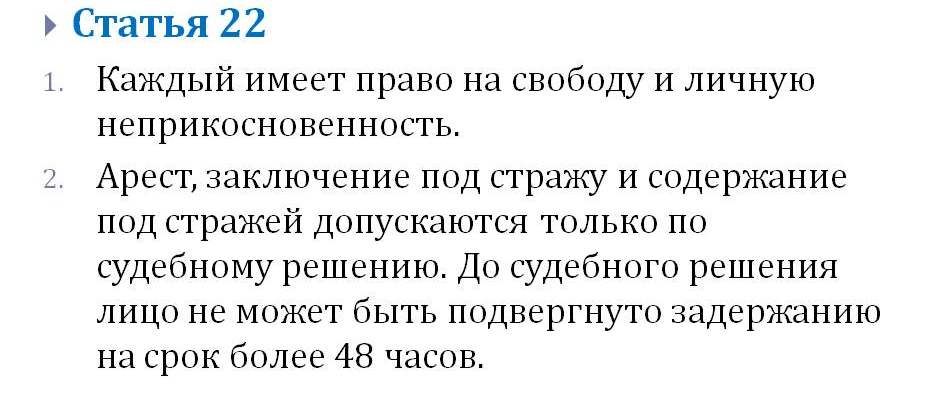 Статья 22
1. Каждый имеет право на свободу и личную
неприкосновенность.
2. Арест, заключение под стражу и содержание
под стражей допускаются только по
судебному решению. До судебного решения
лицо не может быть подвергнуто задержанию
на срок более 48 часов.